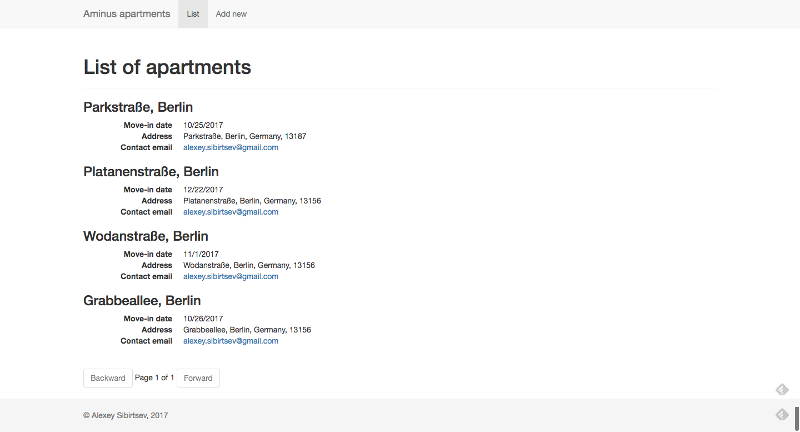 Aminus apartments List Add new
List of apartments
Parkstraße, Berlin
Move-in date 10/25/2017
Address Parkstraße, Berlin, Germany, 13187
Contact email alexey.sibirtsev@gmail.com
Platanenstraße, Berlin
Move-in date 12/22/2017
Address Platanenstraße, Berlin, Germany, 13156
Contact email alexey.sibirtsev@gmail.com
Wodanstraße, Berlin
Move-in date 11/1/2017
Address Wodanstraße, Berlin, Germany, 13156
Contact email alexey.sibirtsev@gmail.com
Grabbeallee, Berlin
Move-in date 10/26/2017
Address Grabbeallee, Berlin, Germany, 13156
Contact email alexey.sibirtsev@gmail.com
Backward Page 1 of 1 Forward
© Alexey Sibirtsev, 2017